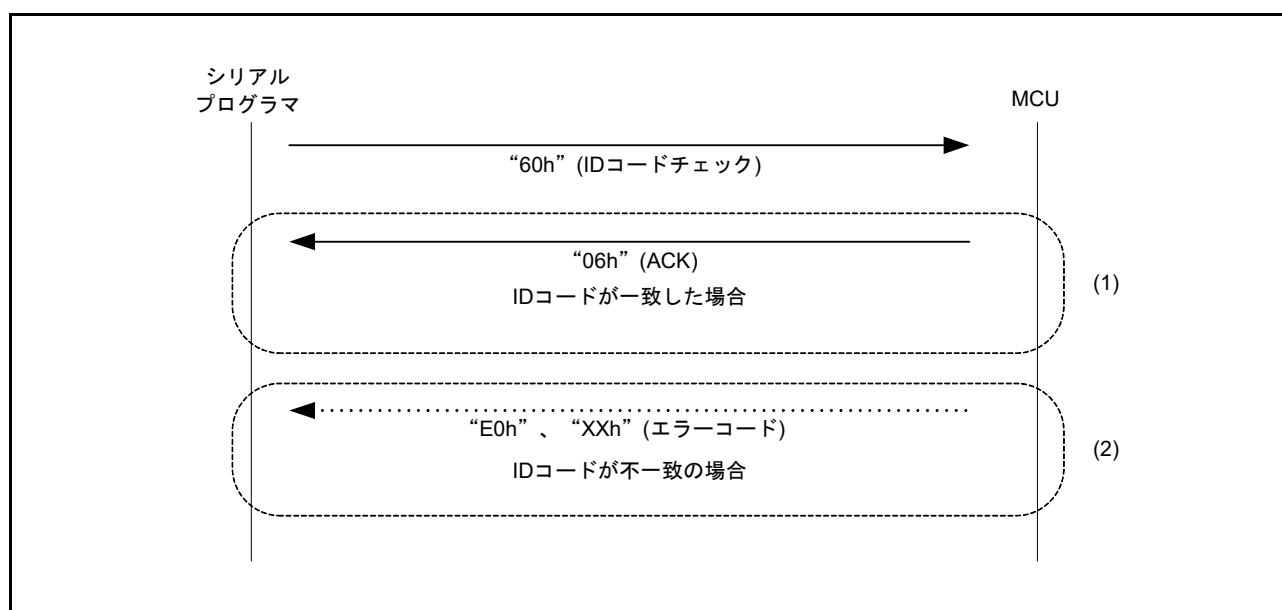 シリアル
プログラマ
MCU
“60h” (IDコードチェック)
“06h” (ACK)
IDコードが一致した場合
(1)
“E0h” 、 “XXh” (エラーコード)
IDコードが不一致の場合
(2)